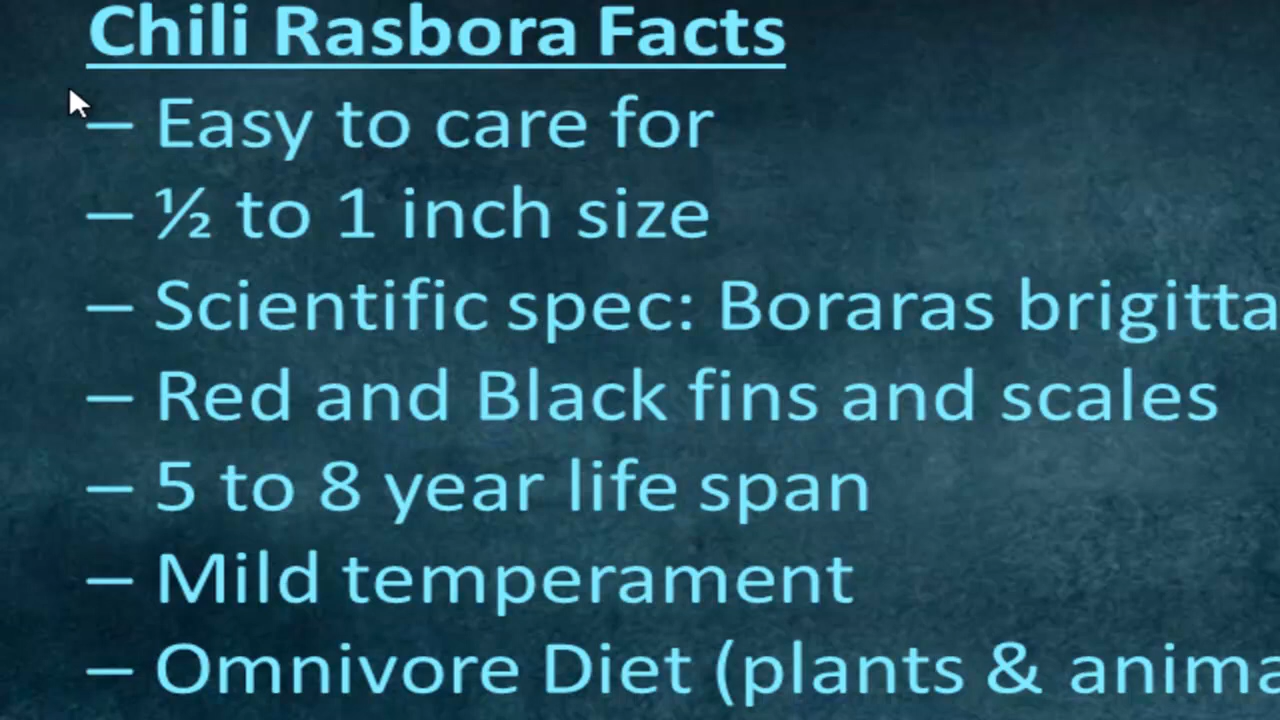 Chili Rasbora Facts
– Easy to care for
– ½ to 1 inch size
– Scientific spec: Boraras brigitta
– Red and Black fins and scales
– 5 to 8 year life span
– Mild temperament
– Omnivore Diet (plants & anima